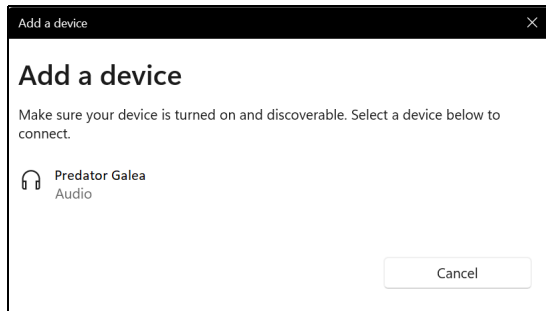 Add a device
Add a device
Make sure your device is turned on and discoverable. Select a device below to
connect.
Predator Galea
Audio
Cancel